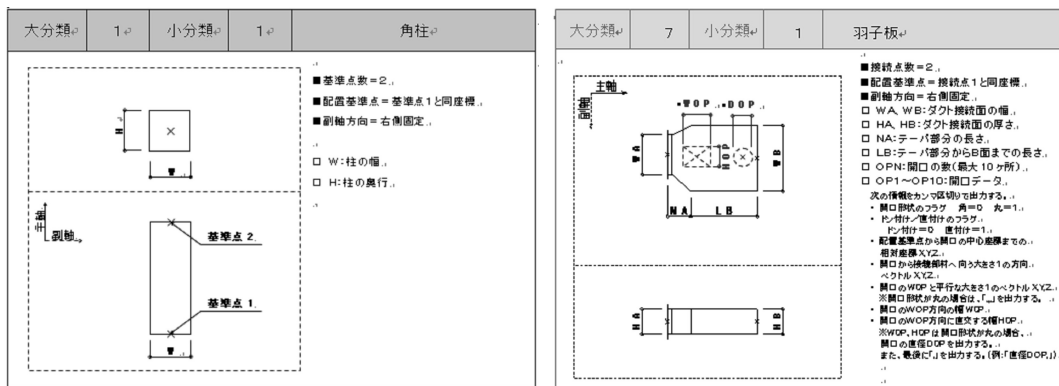 大分類 1 小分類 1 角柱
■基準点数=2
■配置基準点=基準点1と同座標
■副軸方向=右側固定
□ W:柱の幅
□ H:柱の奥行
H
W
主軸
副軸
基準点 2
基準点 1
W
大分類 7 小分類 1 羽子板
■接続点数=2
■配置基準点=接続点1と同座標
■副軸方向=右側固定
□ WA, WB:ダクト接続面の幅
□ HA, HB:ダクト接続面の厚さ
□ NA:テーパ部分の長さ
□ LB:テーパ部分からB面までの長さ
□ OPN:開口の数(最大10ヶ所)
□ OP1~OP10:開口データ
次の情報をカンマ区切りで出力する。
・ 開口形状のフラグ 角=0 丸=1
・ ドン付け/直付けのフラグ
ドン付け=0 直付け=1
・ 配置基準点から開口の中心座標までの
相対座標X,Y,Z
・ 開口から接続部材へ向う大きさ1の方向
ベクトルX,Y,Z
・ 開口のWOPと平行な大きさ1のベクトルX,Y,Z
※開口形状が丸の場合は、「,,,」を出力する。
・ 開口のWOP方向の幅WOP
・ 開口のWOP方向に直交する幅HOP
※WOP、HOPは開口形状が丸の場合、
開口の直径DOPを出力する。
また、最後に「,」を出力する。(例:「直径DOP,」)
主軸
副軸
WOP DOP
WA
HOP
WB
NA LB
HA
HB